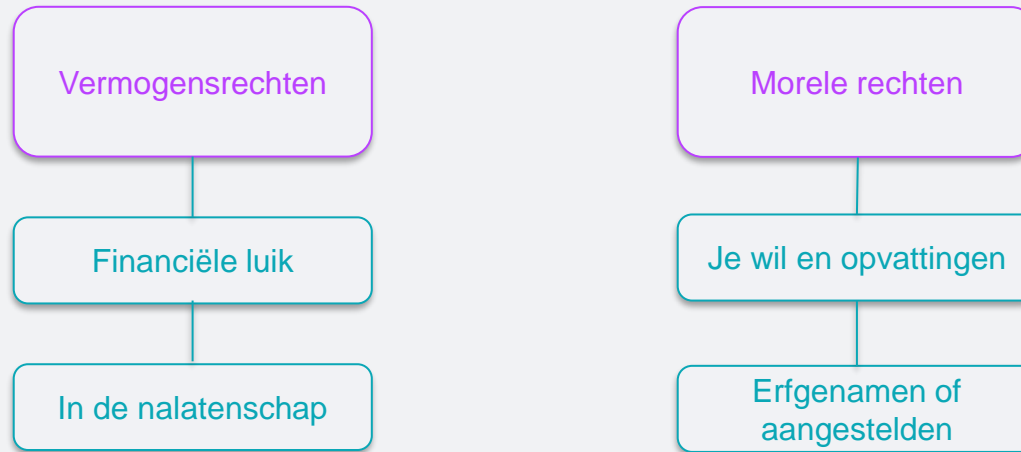 Vermogensrechten
Financiële luik
In de nalatenschap
Morele rechten
Je wil en opvattingen
Erfgenamen of
aangestelden